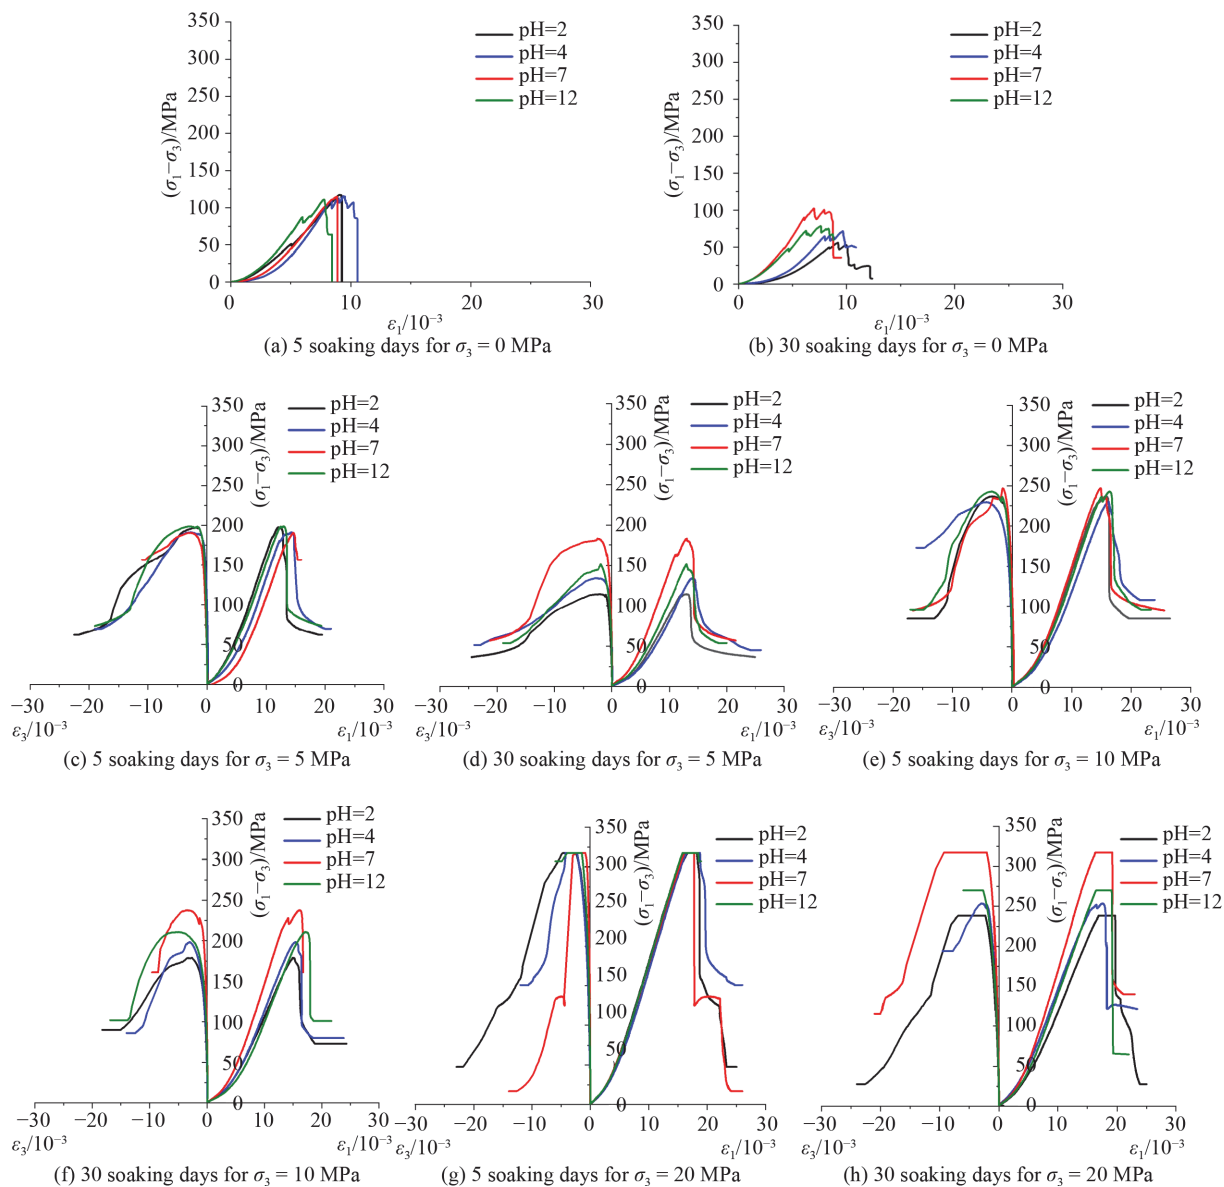 350
300
250
200
150
100
50
0
(σ₁−σ₃)/MPa
pH=2
pH=4
pH=7
pH=12
0 10 20 30
ε₁/10⁻³
(a) 5 soaking days for σ₃ = 0 MPa
350
300
250
200
150
100
50
0
(σ₁−σ₃)/MPa
pH=2
pH=4
pH=7
pH=12
0 10 20 30
ε₁/10⁻³
(b) 30 soaking days for σ₃ = 0 MPa
350
300
250
200
150
100
50
0
(σ₁−σ₃)/MPa
pH=2
pH=4
pH=7
pH=12
−30 −20 −10 0 10 20 30
ε₃/10⁻³ ε₁/10⁻³
(c) 5 soaking days for σ₃ = 5 MPa
350
300
250
200
150
100
50
0
(σ₁−σ₃)/MPa
pH=2
pH=4
pH=7
pH=12
−30 −20 −10 0 10 20 30
ε₃/10⁻³ ε₁/10⁻³
(d) 30 soaking days for σ₃ = 5 MPa
350
300
250
200
150
100
50
0
(σ₁−σ₃)/MPa
pH=2
pH=4
pH=7
pH=12
−30 −20 −10 0 10 20 30
ε₃/10⁻³ ε₁/10⁻³
(e) 5 soaking days for σ₃ = 10 MPa
350
300
250
200
150
100
50
0
(σ₁−σ₃)/MPa
pH=2
pH=4
pH=7
pH=12
−30 −20 −10 0 10 20 30
ε₃/10⁻³ ε₁/10⁻³
(f) 30 soaking days for σ₃ = 10 MPa
350
300
250
200
150
100
50
0
(σ₁−σ₃)/MPa
pH=2
pH=4
pH=7
pH=12
−30 −20 −10 0 10 20 30
ε₃/10⁻³ ε₁/10⁻³
(g) 5 soaking days for σ₃ = 20 MPa
350
300
250
200
150
100
50
0
(σ₁−σ₃)/MPa
pH=2
pH=4
pH=7
pH=12
−30 −20 −10 0 10 20 30
ε₃/10⁻³ ε₁/10⁻³
(h) 30 soaking days for σ₃ = 20 MPa